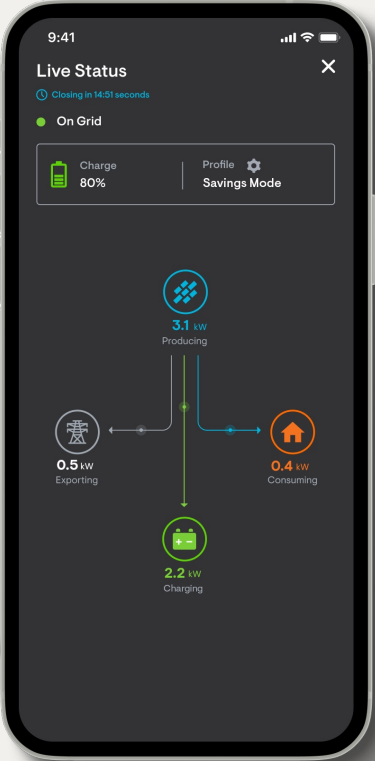 9:41
Live Status
Closing in 14:51 seconds
On Grid
Charge
80%
Profile
Savings Mode
3.1 kW
Producing
0.5 kW
Exporting
0.4 kW
Consuming
2.2 kW
Charging